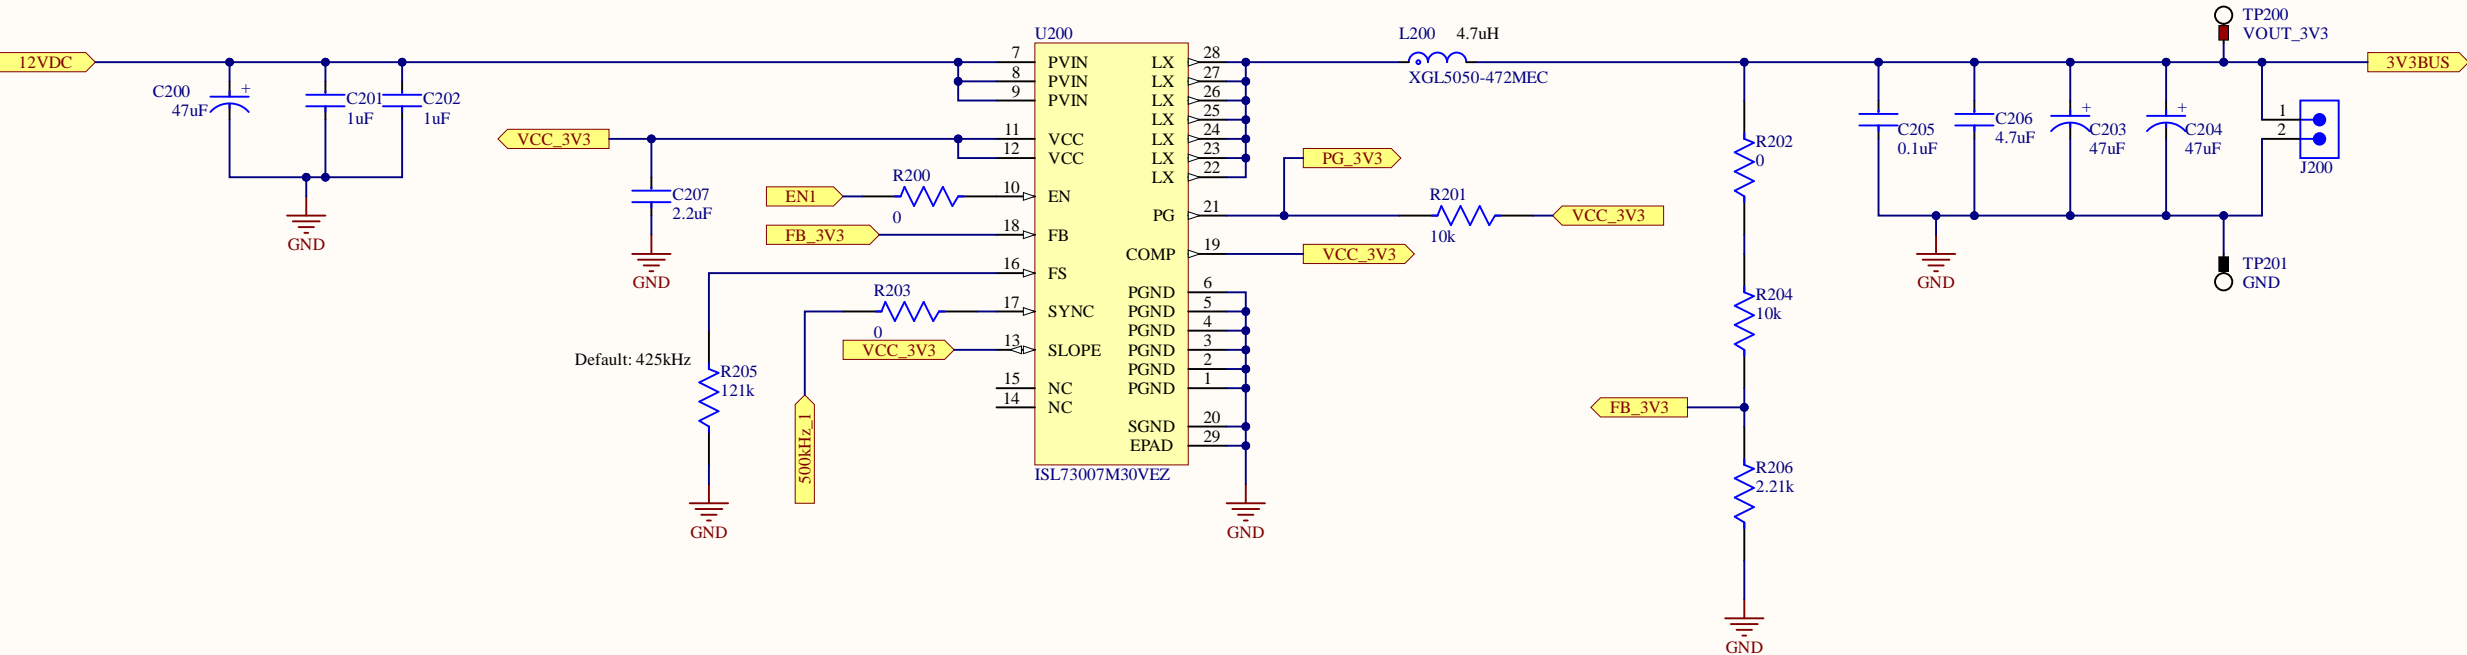 12VDC
C200
47uF
+
C201
1uF
C202
1uF
GND
VCC_3V3
C207
2.2uF
GND
EN1
R200
0
FB_3V3
R203
0
VCC_3V3
Default: 425kHz
R205
121k
GND
500kHz_1
U200
7
PVIN
8
PVIN
9
PVIN
11
VCC
12
VCC
10
EN
18
FB
16
FS
17
SYNC
13
SLOPE
15
NC
14
NC
LX
28
LX
27
LX
26
LX
25
LX
24
LX
23
LX
22
PG
21
COMP
19
PGND
6
PGND
5
PGND
4
PGND
3
PGND
2
PGND
1
SGND
20
EPAD
29
ISL73007M30VEZ
GND
L200 4.7uH
XGL5050-472MEC
PG_3V3
R201
10k
VCC_3V3
VCC_3V3
R202
0
R204
10k
FB_3V3
R206
2.21k
GND
C205
0.1uF
C206
4.7uF
+
C203
47uF
+
C204
47uF
GND
TP200
VOUT_3V3
3V3BUS
1
2
J200
TP201
GND